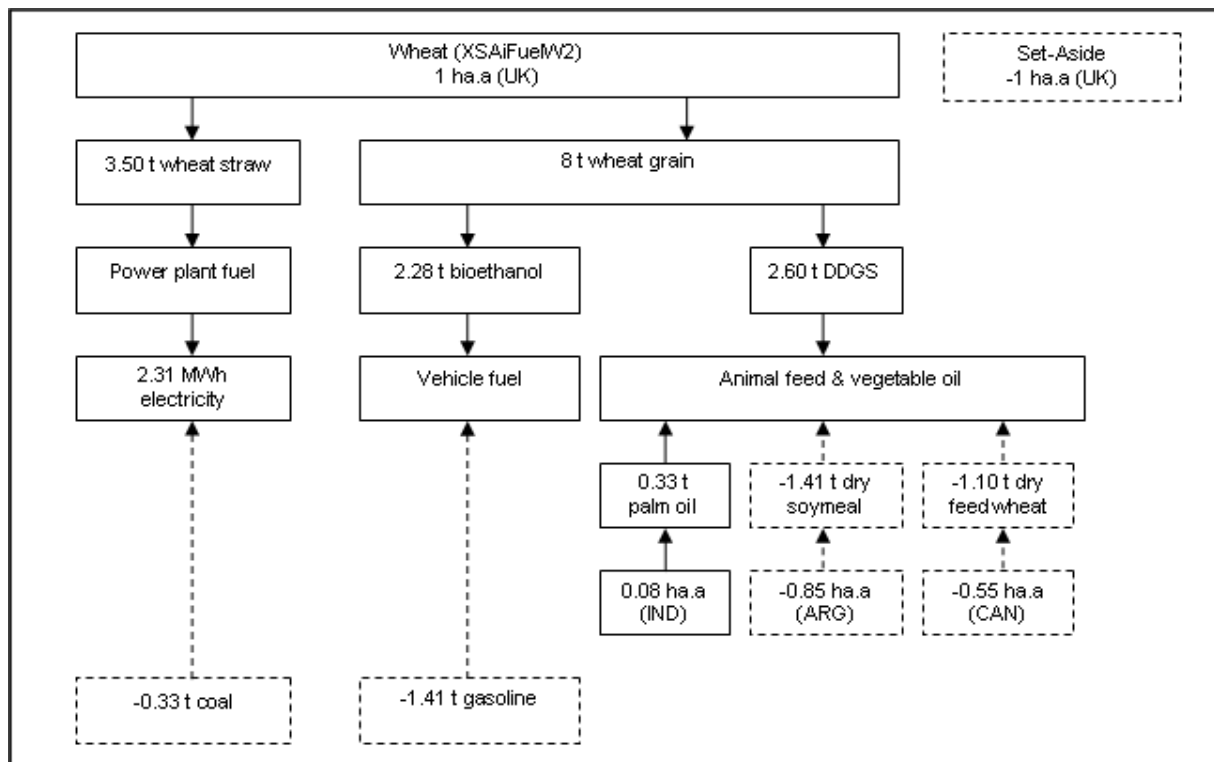 Wheat (XSAiFuelW2)
1 ha.a (UK)
Set-Aside
-1 ha.a (UK)
3.50 t wheat straw
8 t wheat grain
Power plant fuel
2.28 t bioethanol
2.60 t DDGS
2.31 MWh
electricity
Vehicle fuel
Animal feed & vegetable oil
0.33 t
palm oil
-1.41 t dry
soymeal
-1.10 t dry
feed wheat
0.08 ha.a
(IND)
-0.85 ha.a
(ARG)
-0.55 ha.a
(CAN)
-0.33 t coal
-1.41 t gasoline